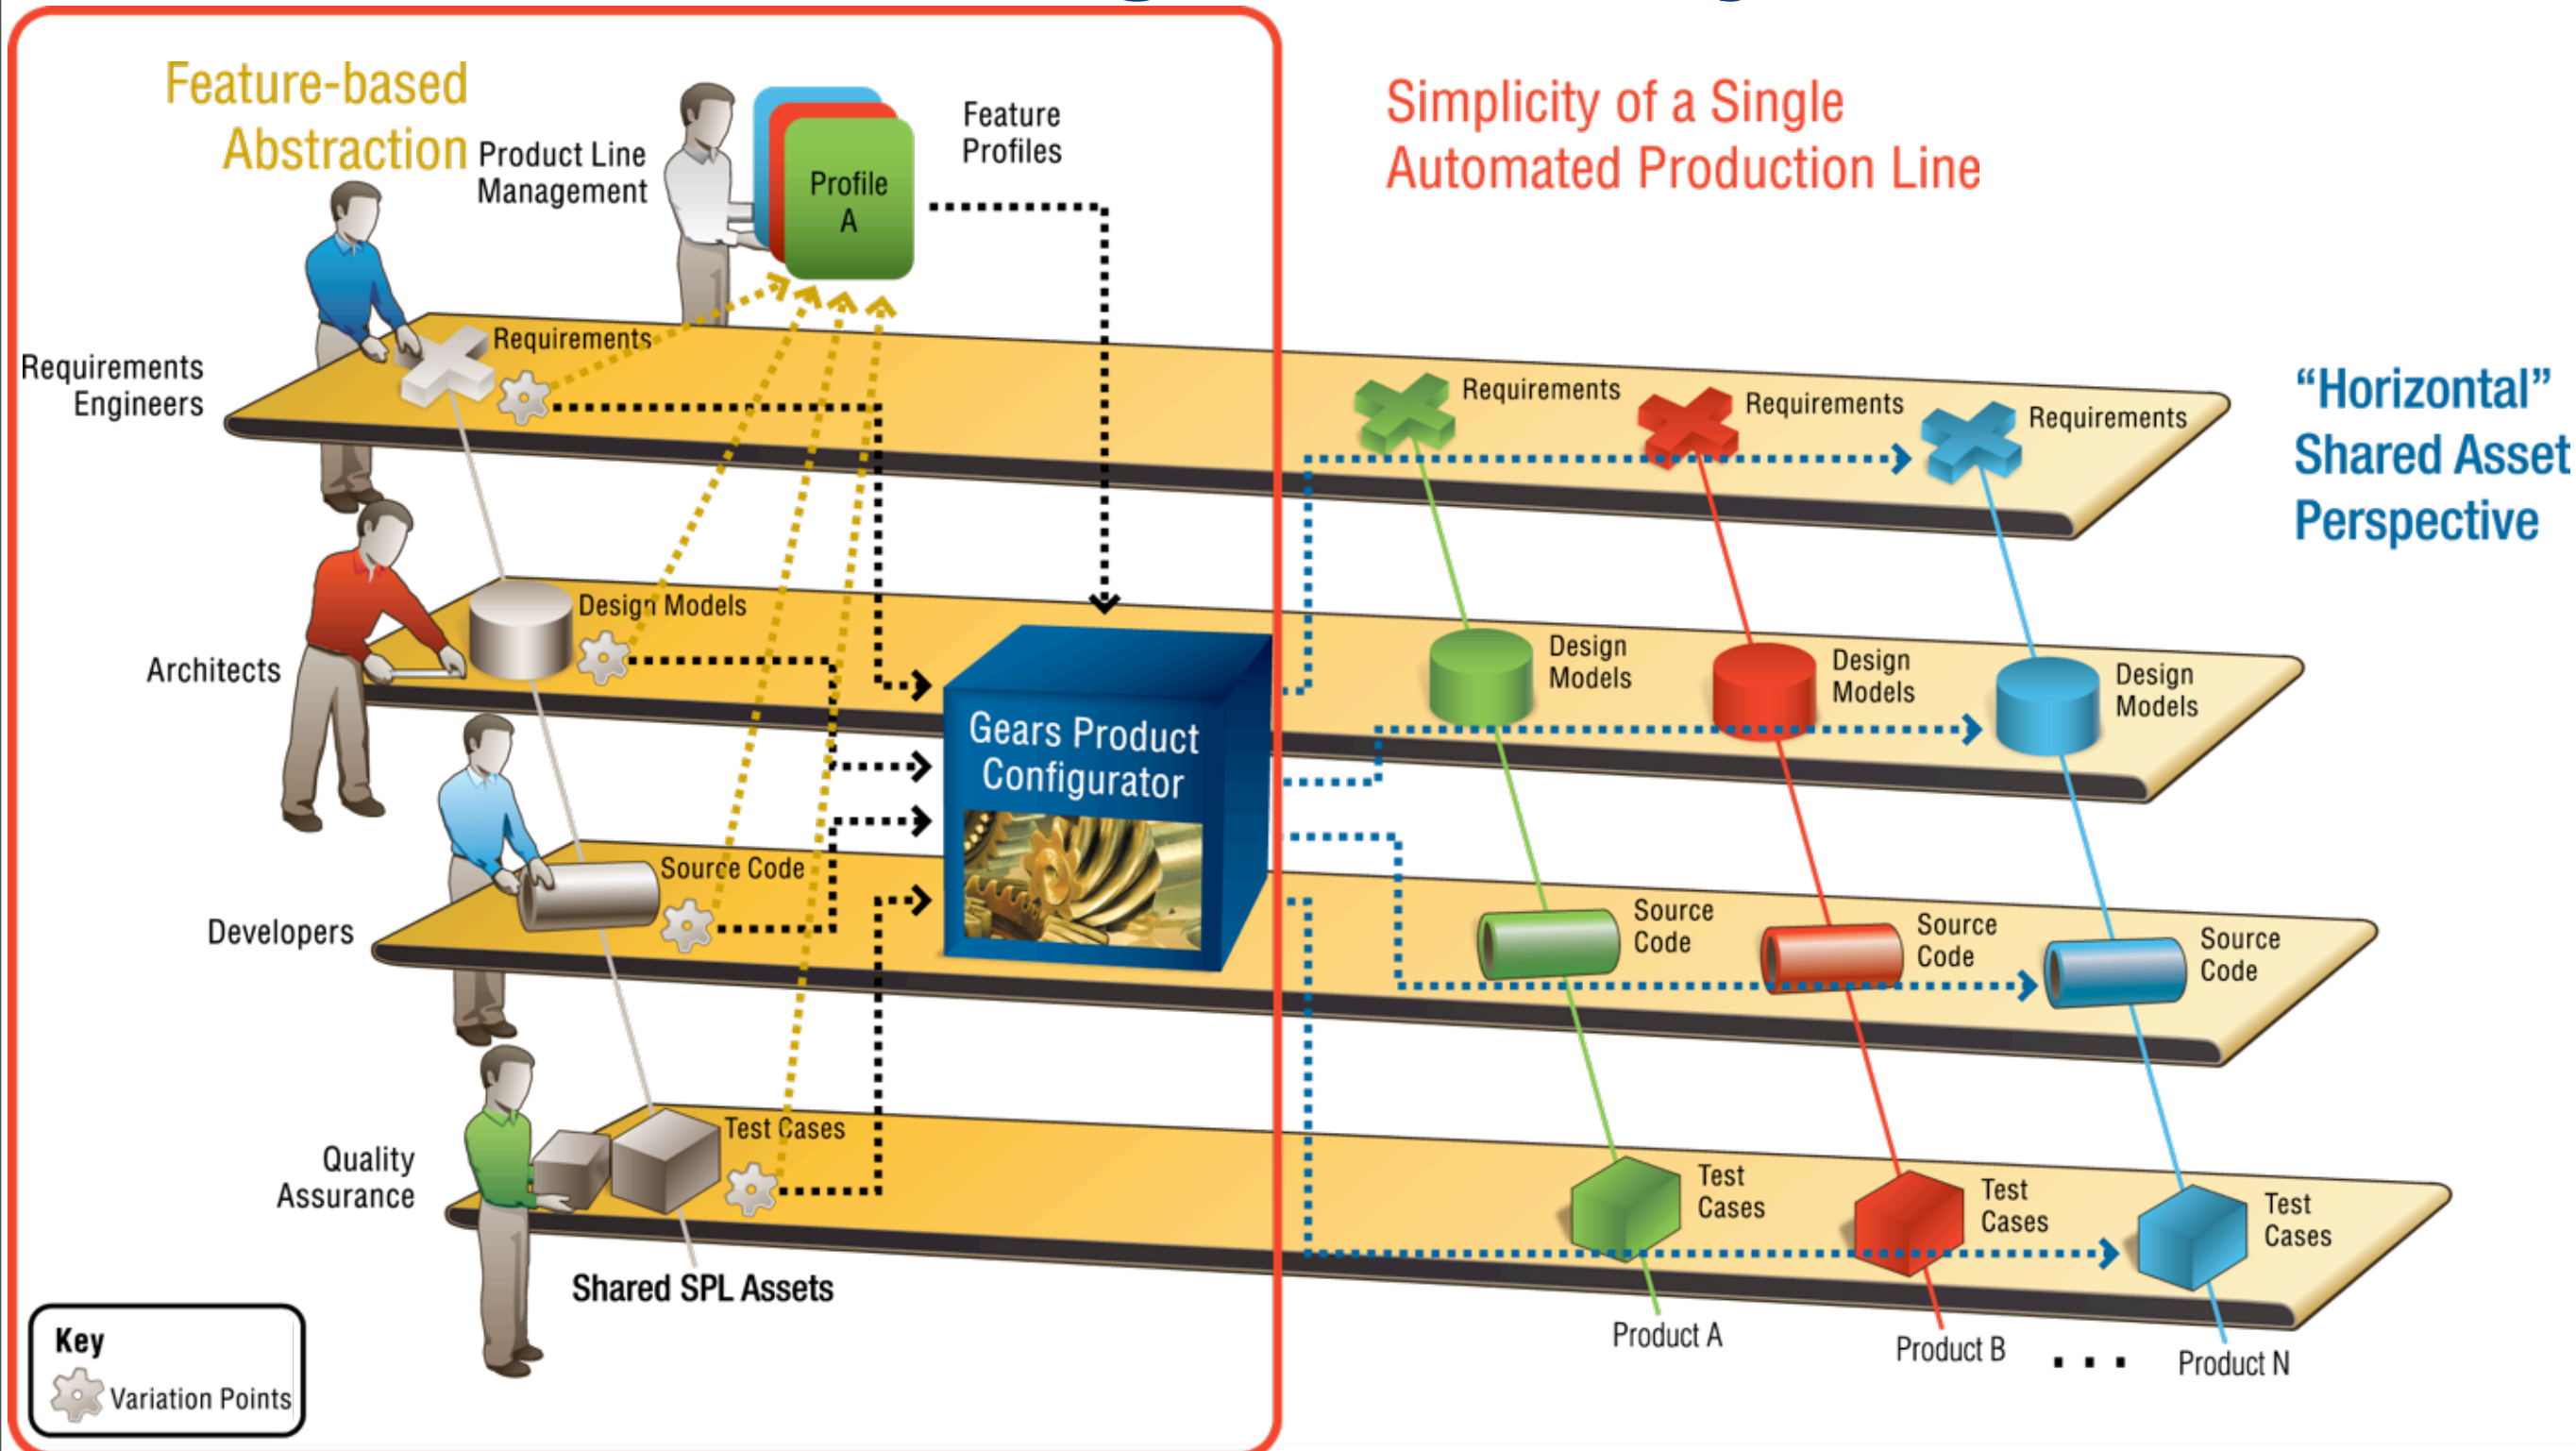 Feature-based
Abstraction
Product Line
Management
Profile
A
Feature
Profiles
Simplicity of a Single
Automated Production Line
Requirements
Engineers
Requirements
Requirements
Requirements
Requirements
“Horizontal”
Shared Asset
Perspective
Architects
Design Models
Design
Models
Design
Models
Design
Models
Gears Product
Configurator
Developers
Source Code
Source
Code
Source
Code
Source
Code
Quality
Assurance
Test Cases
Test
Cases
Test
Cases
Test
Cases
Shared SPL Assets
Product A
Product B
...
Product N
Key
Variation Points